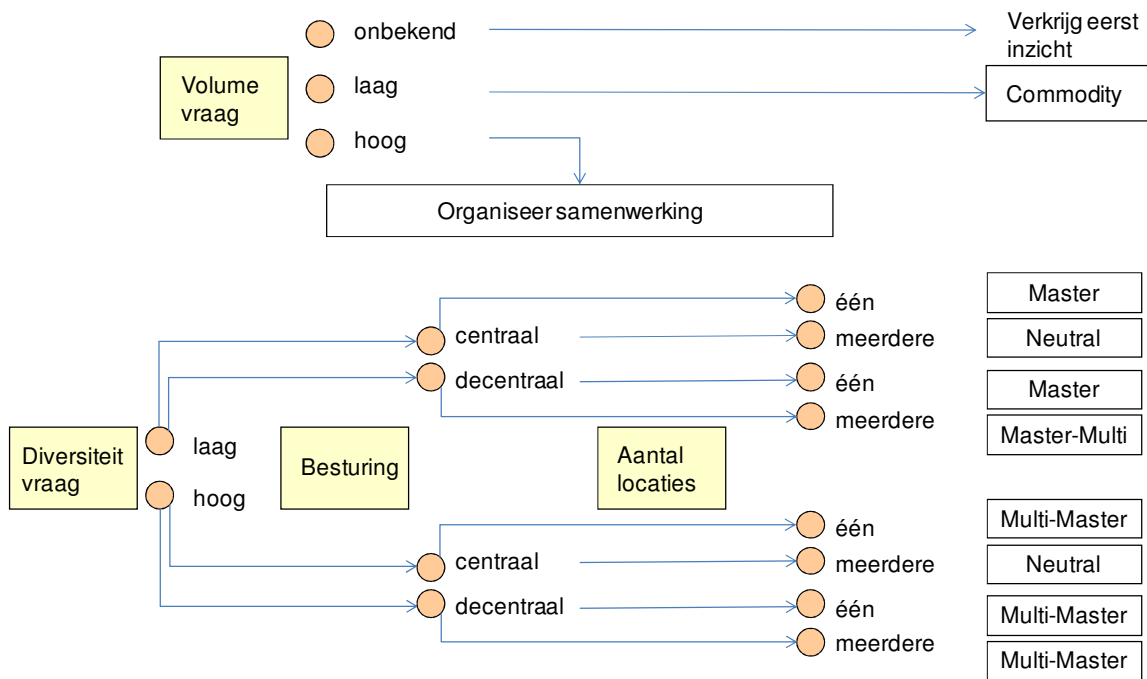 onbekend
Verkrijg eerst
inzicht
Volume
vraag
laag
Commodity
hoog
Organiseer samenwerking
één
Master
centraal
meerdere
Neutral
decentraal
één
Master
meerdere
Master-Multi
Diversiteit
vraag
laag
hoog
Besturing
Aantal
locaties
één
Multi-Master
centraal
meerdere
Neutral
decentraal
één
Multi-Master
meerdere
Multi-Master